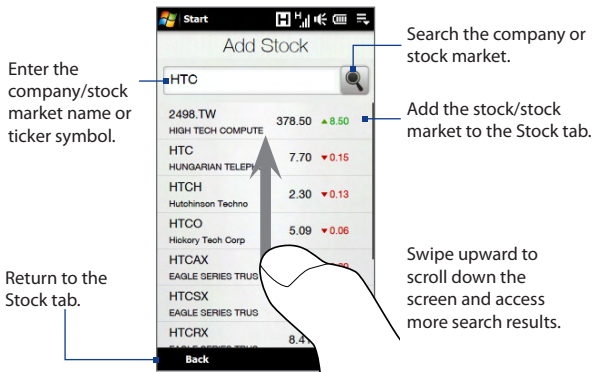 Start
Add Stock
HTC
2498.TW 378.50 8.50
HIGH TECH COMPUTE
HTC 7.70 0.15
HUNGARIAN TELEPH
HTCH 2.30 0.13
Hutchinson Techno
HTCO 5.09 0.06
Hickory Tech Corp
HTCAX
EAGLE SERIES TRUS
HTCSX
EAGLE SERIES TRUS
HTCRX 8.41
EAGLE SERIES TRUS
Back
Enter the
company/stock
market name or
ticker symbol.
Return to the
Stock tab.
Search the company or
stock market.
Add the stock/stock
market to the Stock tab.
Swipe upward to
scroll down the
screen and access
more search results.